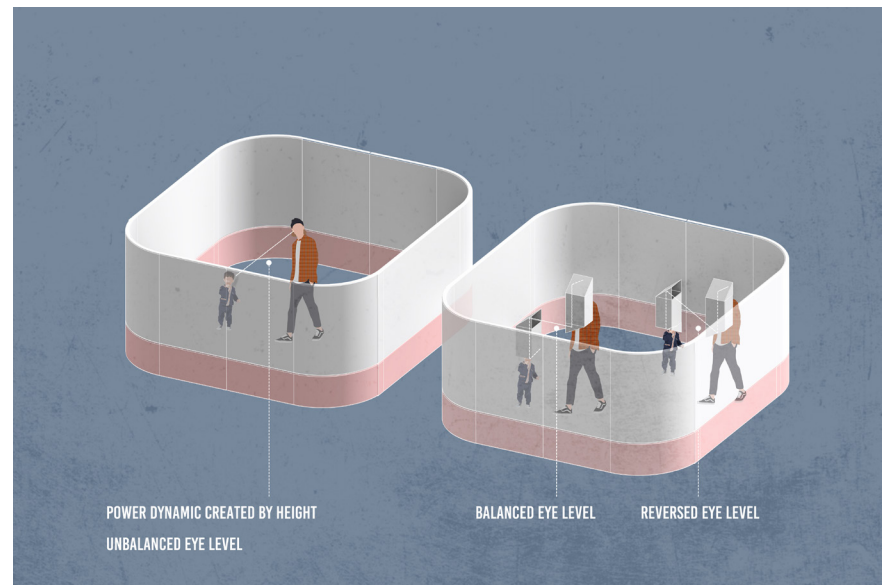 POWER DYNAMIC CREATED BY HEIGHT
UNBALANCED EYE LEVEL
BALANCED EYE LEVEL
REVERSED EYE LEVEL